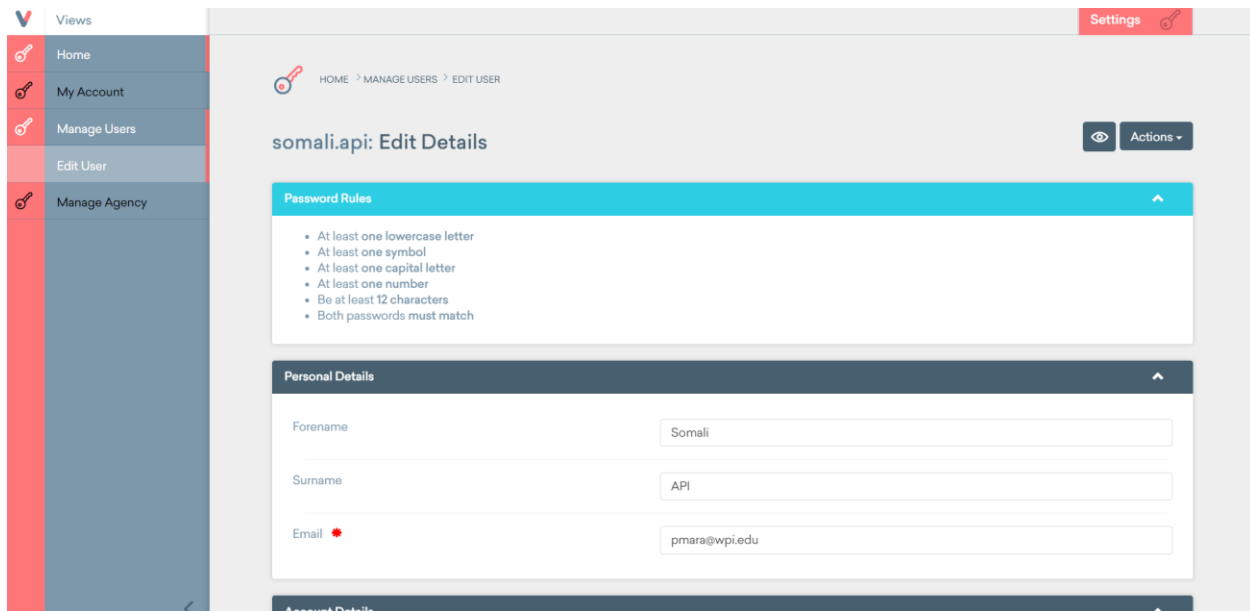 Views
Settings
Home
My Account
Manage Users
Edit User
Manage Agency
HOME > MANAGE USERS > EDIT USER
somali.api: Edit Details
Actions
Password Rules
At least one lowercase letter
At least one symbol
At least one capital letter
At least one number
Be at least 12 characters
Both passwords must match
Personal Details
Forename
Somali
Surname
API
Email
pmara@wpi.edu
Account Details